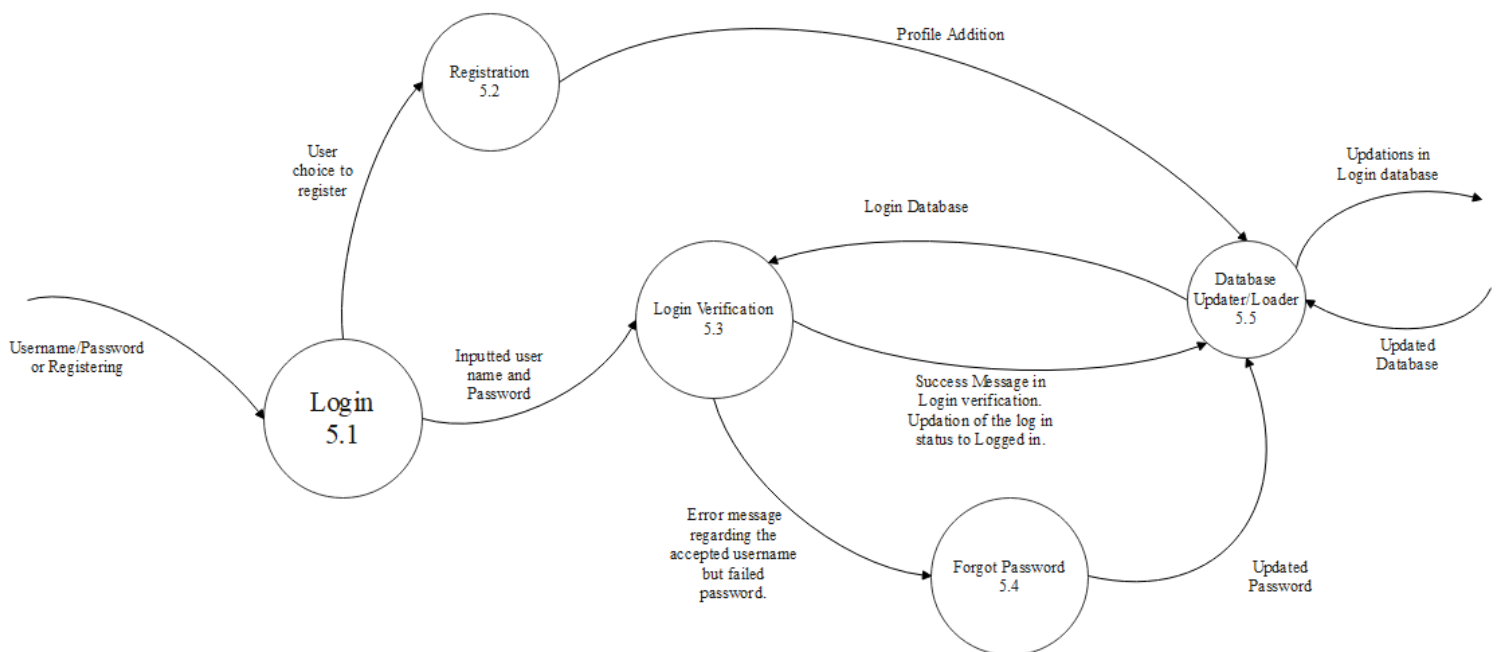 Profile Addition
Registration
5.2
User
choice to
register
Updations in
Login database
Login Database
Database
Updater/Loader
5.5
Login Verification
5.3
Username/Password
or Registering
Inputted user
name and
Password
Updated
Database
Login
5.1
Success Message in
Login verification.
Updation of the log in
status to Logged in.
Error message
regarding the
accepted username
but failed
password.
Forgot Password
5.4
Updated
Password